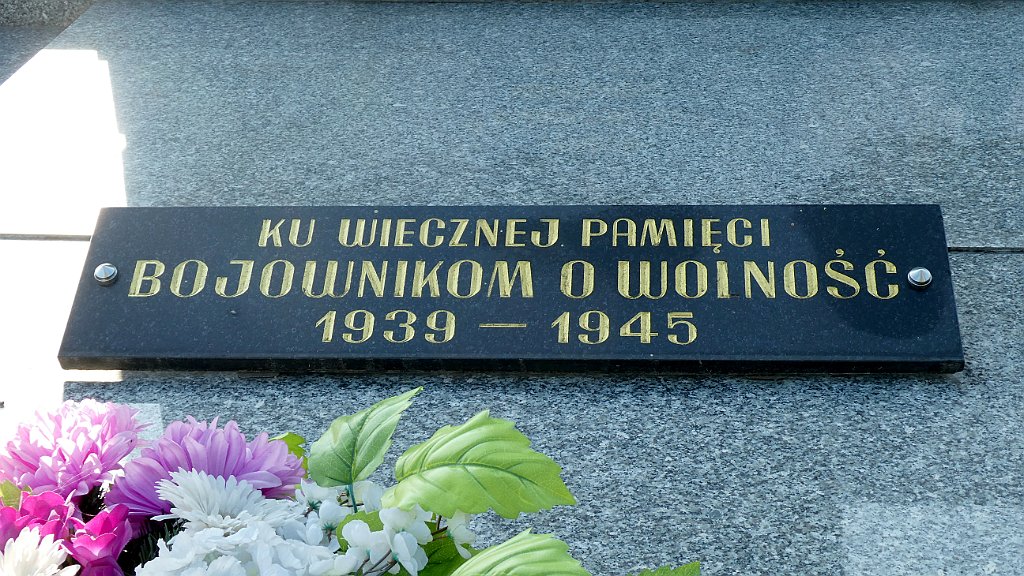 KU WIECZNEJ PAMIĘCI
BOJOWNIKOM O WOLNOŚĆ
1939 – 1945